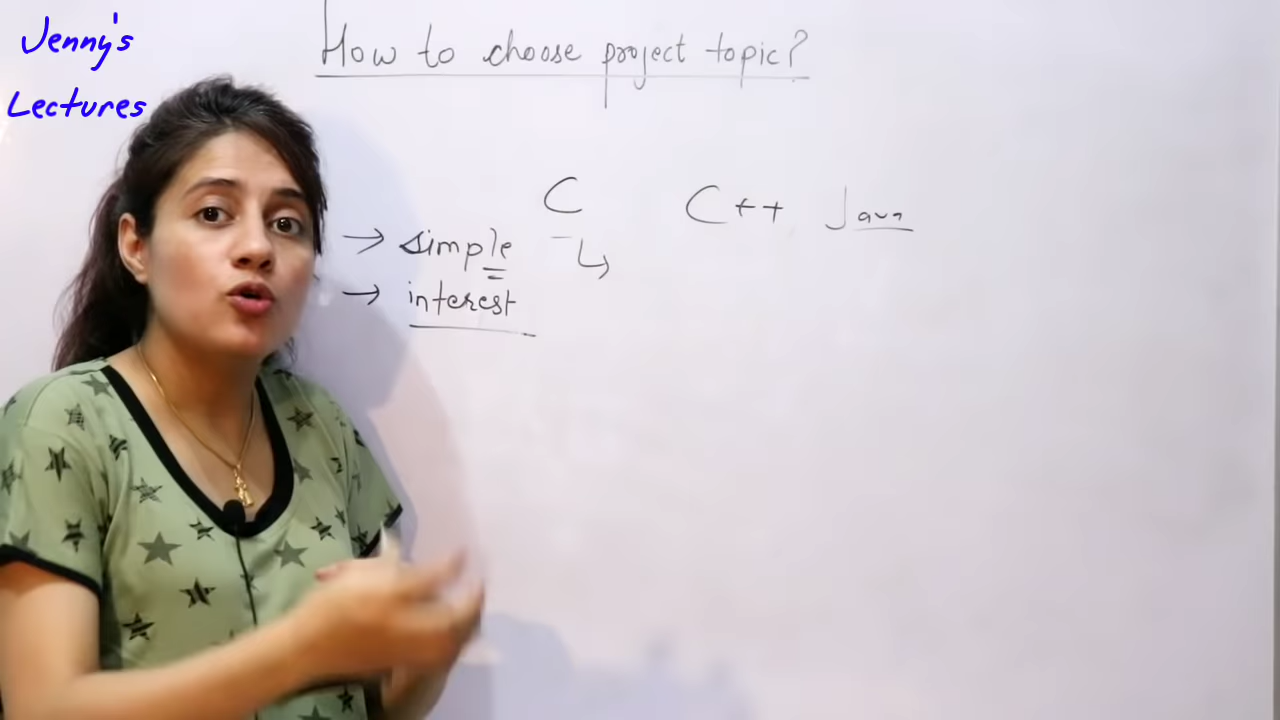 Jenny's
Lectures
How to choose project topic?
C C++ Java
→ simple
→ interest